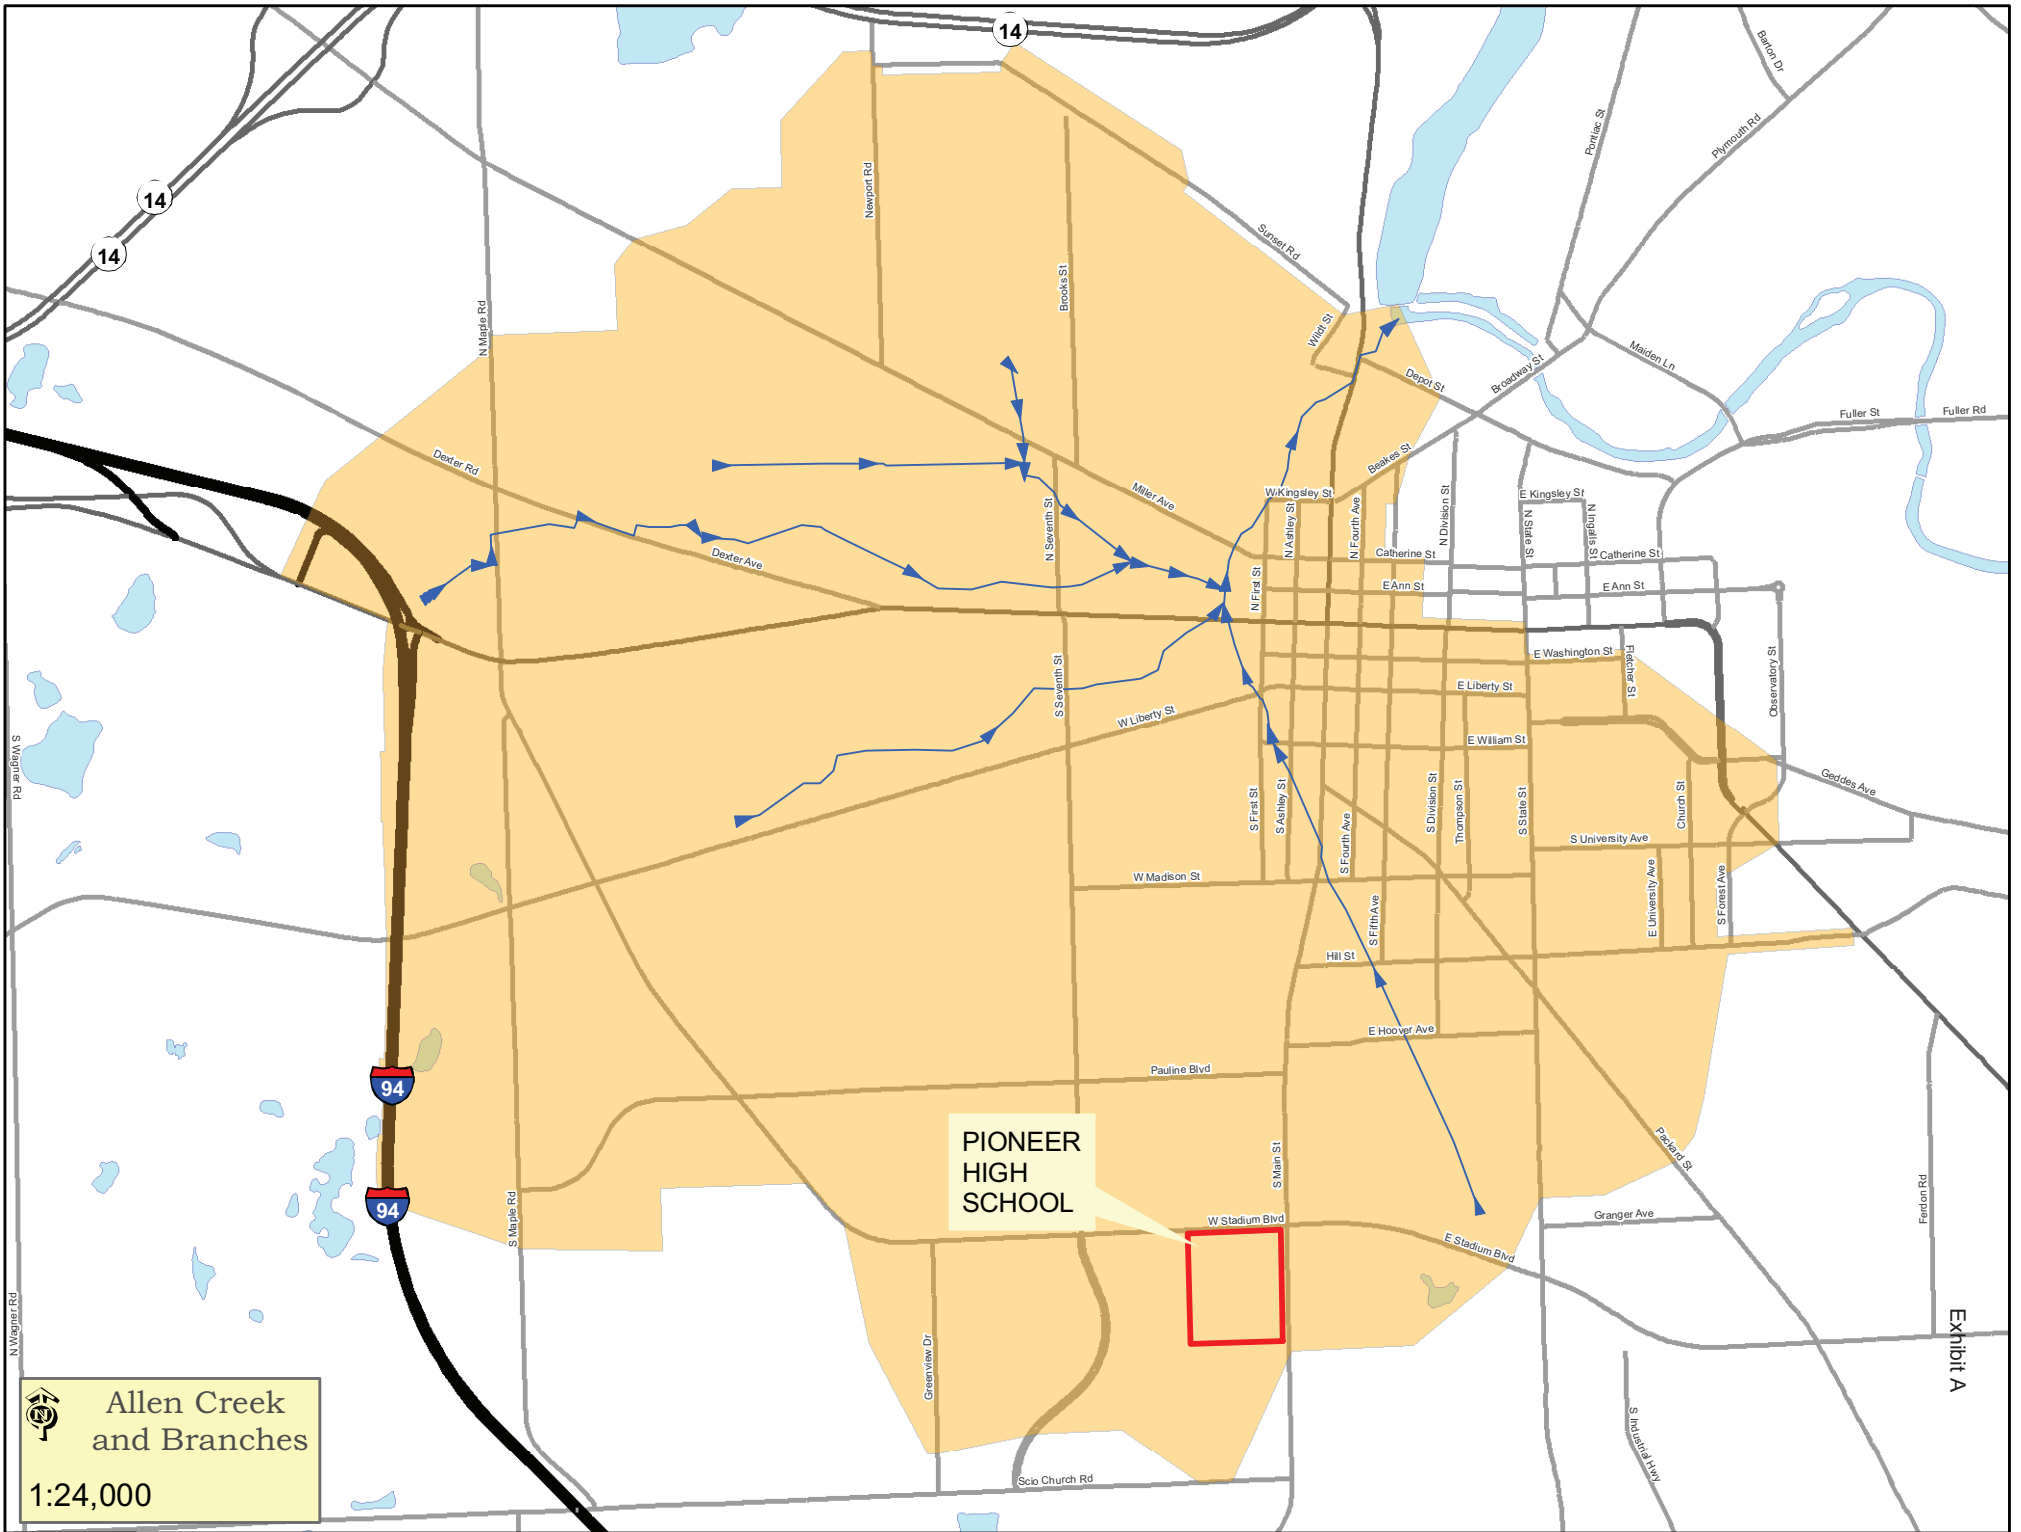 14
Barton Dr
Pontiac St
Plymouth Rd
14
Newport Rd
14
Sunset Rd
Brooks St
N Maple Rd
Wildt St
Maiden Ln
Broadway St
Depot St
Fuller St
Fuller Rd
Dexter Rd
Beakes St
Miller Ave
W Kingsley St
E Kingsley St
N Seventh St
N Ashley St
N Fourth Ave
N Division St
N State St
N Ingalls St
Dexter Ave
Catherine St
Catherine St
N First St
E Ann St
E Ann St
E Washington St
Fletcher St
Observatory St
S Seventh St
E Liberty St
W Liberty St
E William St
S Wagner Rd
Geddes Ave
S First St
S Ashley St
S Fourth Ave
S Division St
Thompson St
S State St
Church St
S University Ave
W Madison St
S Fifth Ave
E University Ave
S Forest Ave
Hill St
E Hoover Ave
Pauline Blvd
94
PIONEER
HIGH
SCHOOL
S Main St
Packard St
94
S Maple Rd
W Stadium Blvd
E Stadium Blvd
Granger Ave
Ferdon Rd
N Wagner Rd
Greenview Dr
Exhibit A
S Industrial Hwy
Scio Church Rd
N
Allen Creek
and Branches
1:24,000